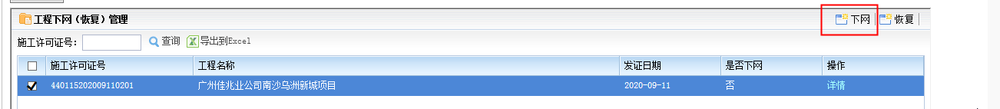 工程下网（恢复）管理 下网 恢复
施工许可证号： 查询 导出到Excel
施工许可证号 工程名称 发证日期 是否下网 操作
440115202009110201 广州佳兆业公司南沙乌洲新城项目 2020-09-11 否 详情